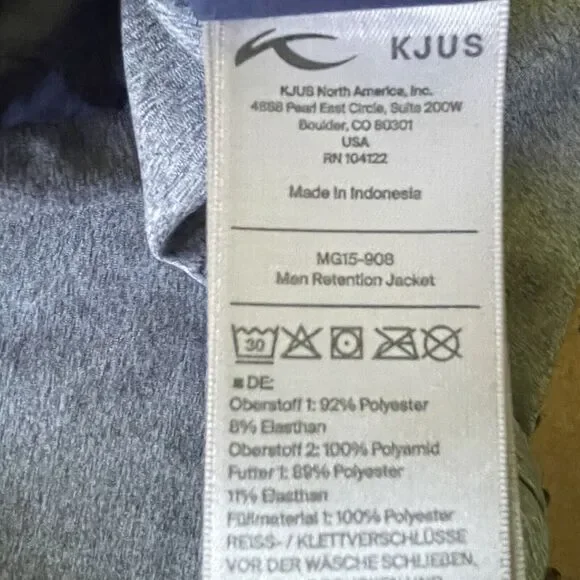 KJUS
KJUS North America, Inc.
4888 Pearl East Circle, Suite 200W
Boulder, CO 80301
USA
RN 104122
Made in Indonesia
MG15-908
Men Retention Jacket
30
DE:
Oberstoff 1: 92% Polyester
8% Elasthan
Oberstoff 2: 100% Polyamid
Futter 1: 89% Polyester
11% Elasthan
Füllmaterial 1: 100% Polyester
REISS- / KLETTVERSCHLÜSSE
VOR DER WÄSCHE SCHLIEßEN.